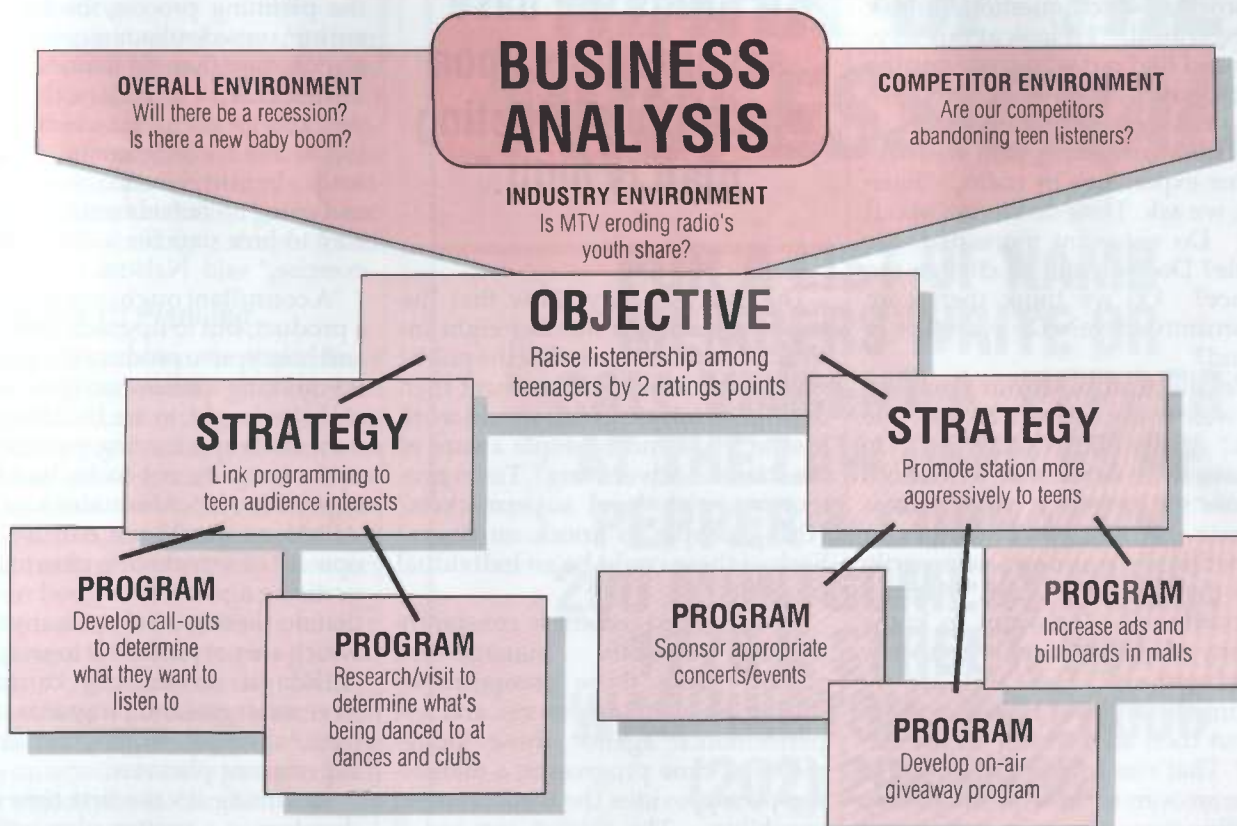 BUSINESS
ANALYSIS
OVERALL ENVIRONMENT
Will there be a recession?
Is there a new baby boom?
COMPETITOR ENVIRONMENT
Are our competitors
abandoning teen listeners?
INDUSTRY ENVIRONMENT
Is MTV eroding radio's
youth share?
OBJECTIVE
Raise listenership among
teenagers by 2 ratings points
STRATEGY
Link programming to
teen audience interests
STRATEGY
Promote station more
aggressively to teens
PROGRAM
Develop call-outs
to determine
what they want to
listen to
PROGRAM
Research/visit to
determine what's
being danced to at
dances and clubs
PROGRAM
Sponsor appropriate
concerts/events
PROGRAM
Develop on-air
giveaway program
PROGRAM
Increase ads and
billboards in malls